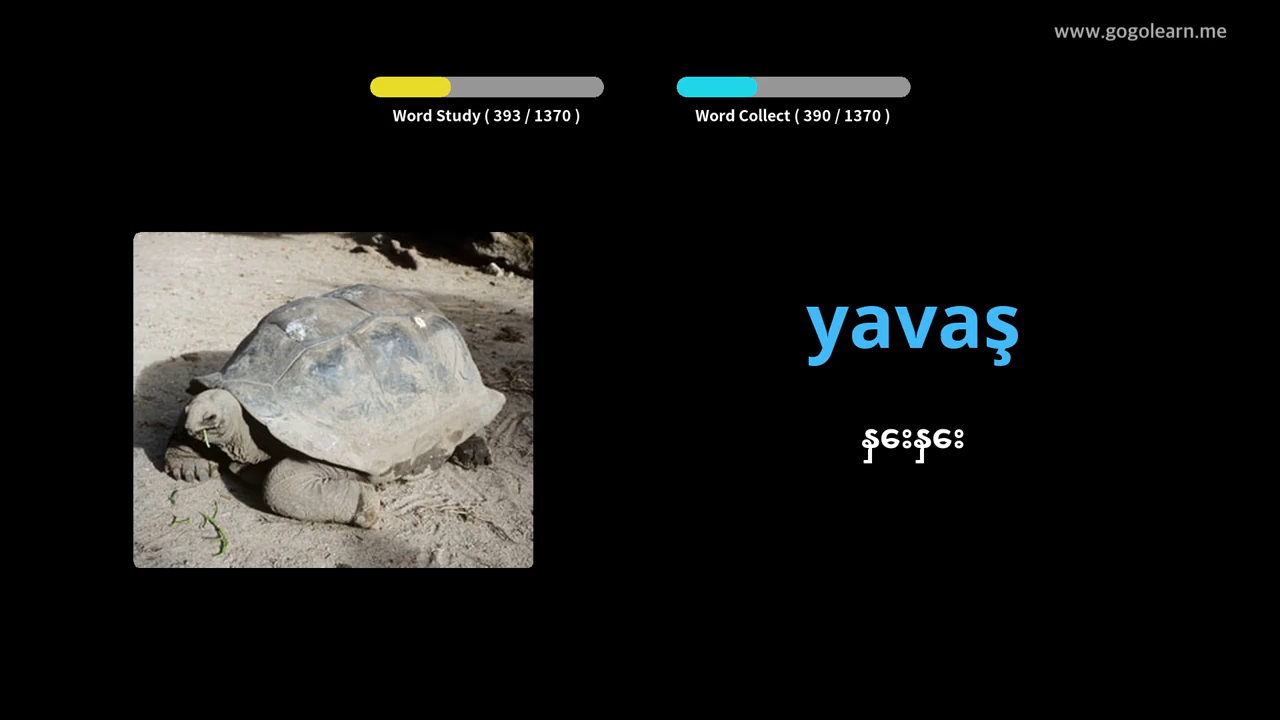 www.gogolearn.me
Word Study ( 393 / 1370 )
Word Collect ( 390 / 1370 )
yavaş
နှေးနှေး